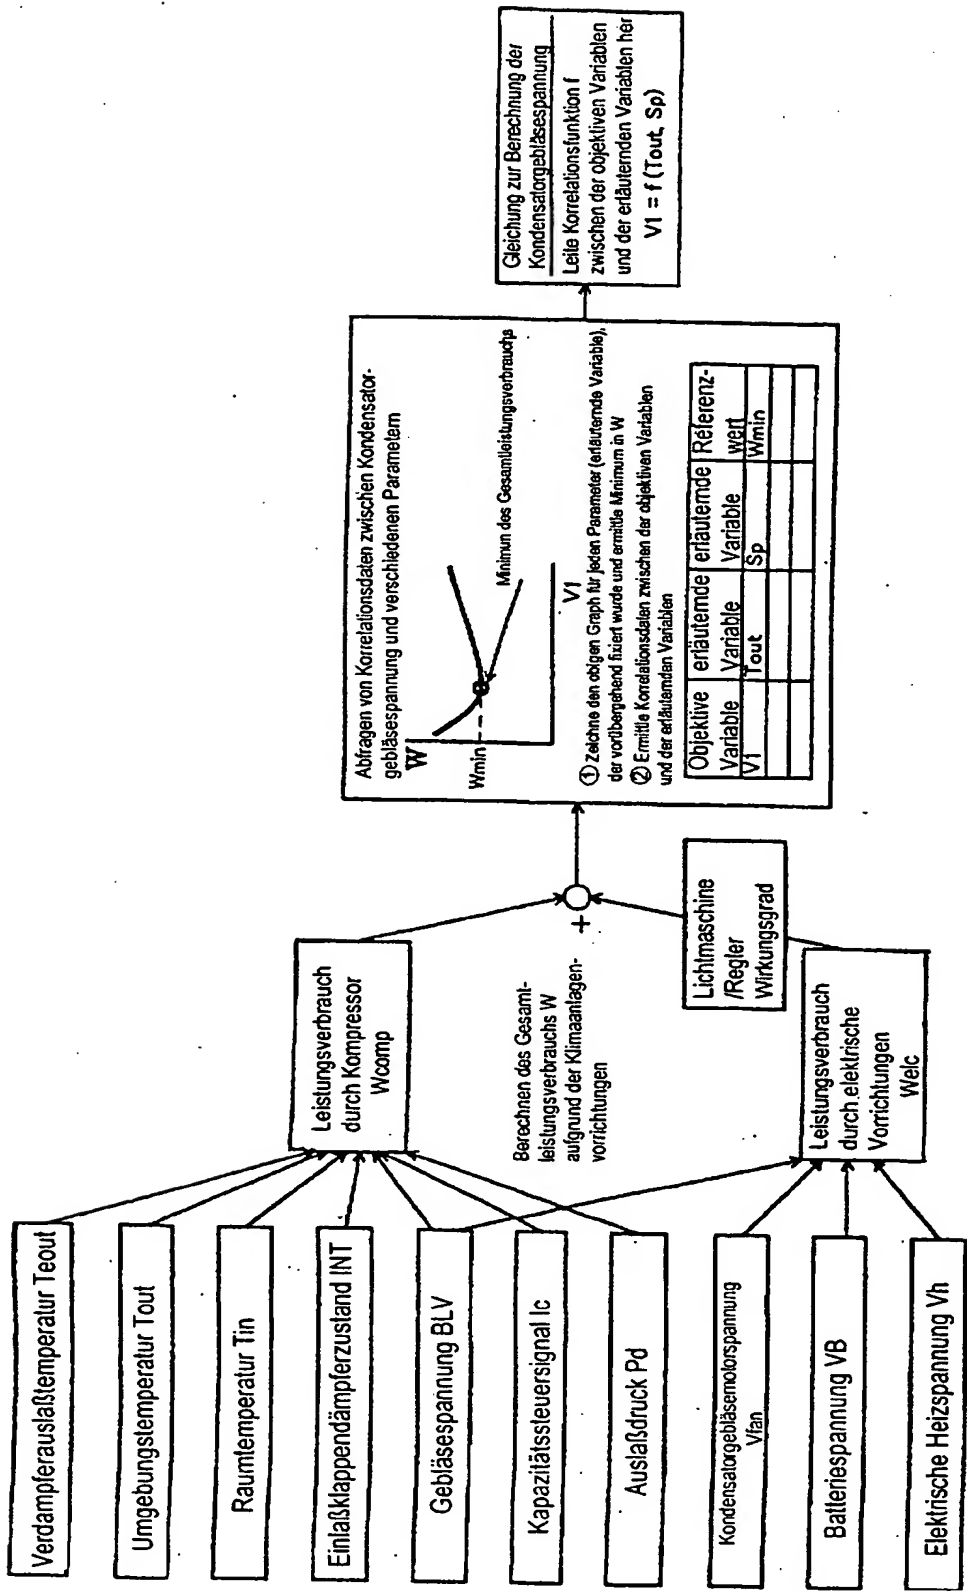 Verdampferauslaßtemperatur Teout
Umgebungstemperatur Tout
Raumtemperatur Tin
Einlaßklappendämpferzustand INT
Gebläsespannung BLV
Kapazitätssteuersignal Ic
Auslaßdruck Pd
Kondensatorgebläsemotorspannung
Vfan
Batteriespannung VB
Elektrische Heizspannung Vh
Leistungsverbrauch
durch Kompressor
Wcomp
Berechnen des Gesamt-
leistungsverbrauchs W
aufgrund der Klimaanlagen-
vorrichtungen
Leistungsverbrauch
durch elektrische
Vorrichtungen
Welc
+
Lichtmaschine
/Regler
Wirkungsgrad
Abfragen von Korrelationsdaten zwischen Kondensator-
gebläsespannung und verschiedenen Parametern
W
Wmin
Minimun des Gesamtleistungsverbrauchs
V1
① Zeichne den obigen Graph für jeden Parameter (erläuternde Variable),
der vorübergehend fixiert wurde und ermittle Minimum in W
② Ermittle Korrelationsdaten zwischen der objektiven Variablen
und der erläuternden Variablen
Objektive erläuternde erläuternde Referenz-
Variable Variable Variable wert
V1 Tout Sp Wmin
Gleichung zur Berechnung der
Kondensatorgebläsespannung
Leite Korrelationsfunktion f
zwischen der objektiven Variablen
und der erläuternden Variablen her
V1 = f (Tout, Sp)